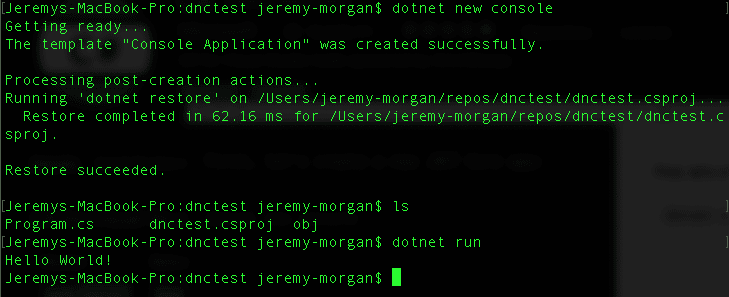 [Jeremys-MacBook-Pro:dnctest jeremy-morgan$ dotnet new console ]
Getting ready...
The template "Console Application" was created successfully.
Processing post-creation actions...
Running 'dotnet restore' on /Users/jeremy-morgan/repos/dnctest/dnctest.csproj...
  Restore completed in 62.16 ms for /Users/jeremy-morgan/repos/dnctest/dnctest.c
sproj.
Restore succeeded.
[Jeremys-MacBook-Pro:dnctest jeremy-morgan$ ls ]
Program.cs      dnctest.csproj  obj
[Jeremys-MacBook-Pro:dnctest jeremy-morgan$ dotnet run ]
Hello World!
Jeremys-MacBook-Pro:dnctest jeremy-morgan$